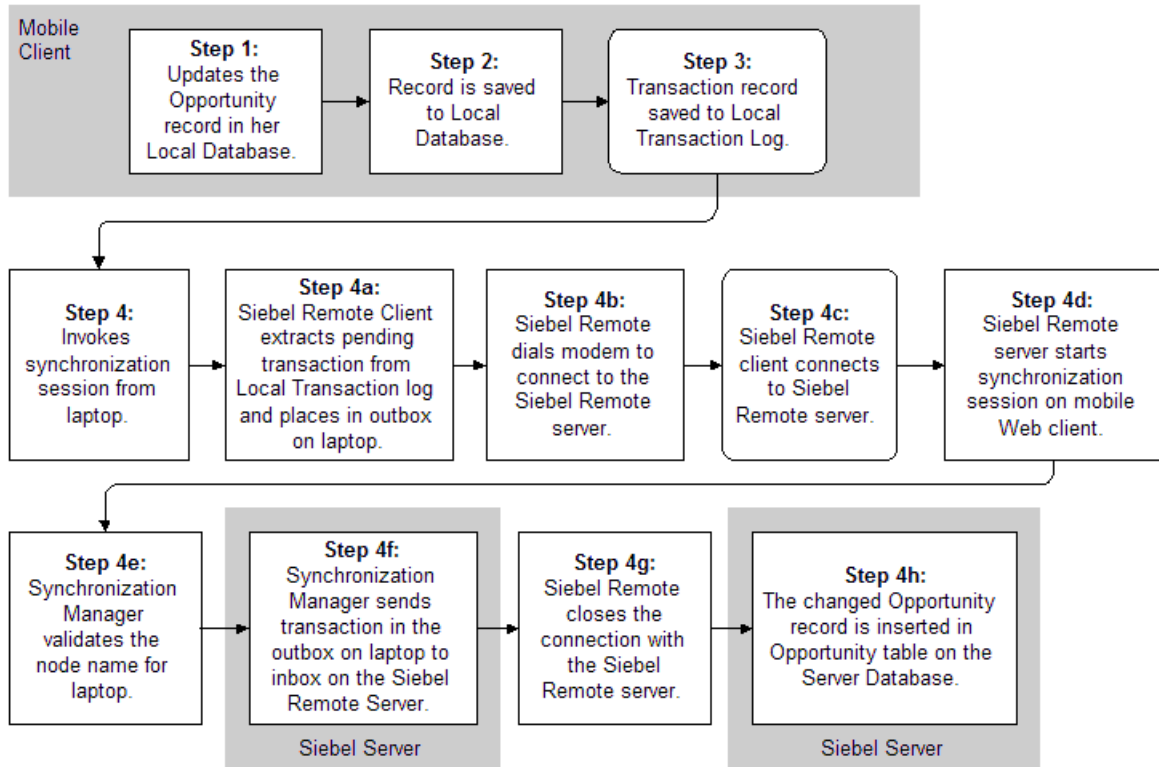 Mobile
Client
Step 1:
Updates the
Opportunity
record in her
Local Database.
Step 2:
Record is saved
to Local
Database.
Step 3:
Transaction record
saved to Local
Transaction Log.
Step 4:
Invokes
synchronization
session from
laptop.
Step 4a:
Siebel Remote Client
extracts pending
transaction from
Local Transaction log
and places in outbox
on laptop.
Step 4b:
Siebel Remote
dials modem to
connect to the
Siebel Remote
server.
Step 4c:
Siebel Remote
client connects
to Siebel
Remote server.
Step 4d:
Siebel Remote
server starts
synchronization
session on mobile
Web client.
Step 4e:
Synchronization
Manager
validates the
node name for
laptop.
Step 4f:
Synchronization
Manager sends
transaction in the
outbox on laptop to
inbox on the Siebel
Remote Server.
Siebel Server
Step 4g:
Siebel Remote
closes the
connection with
the Siebel
Remote server.
Step 4h:
The changed Opportunity
record is inserted in
Opportunity table on the
Server Database.
Siebel Server